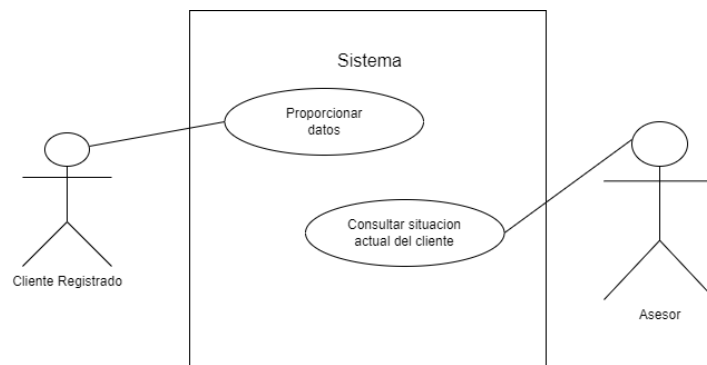 Sistema
Proporcionar
datos
Consultar situacion
actual del cliente
Cliente Registrado
Asesor